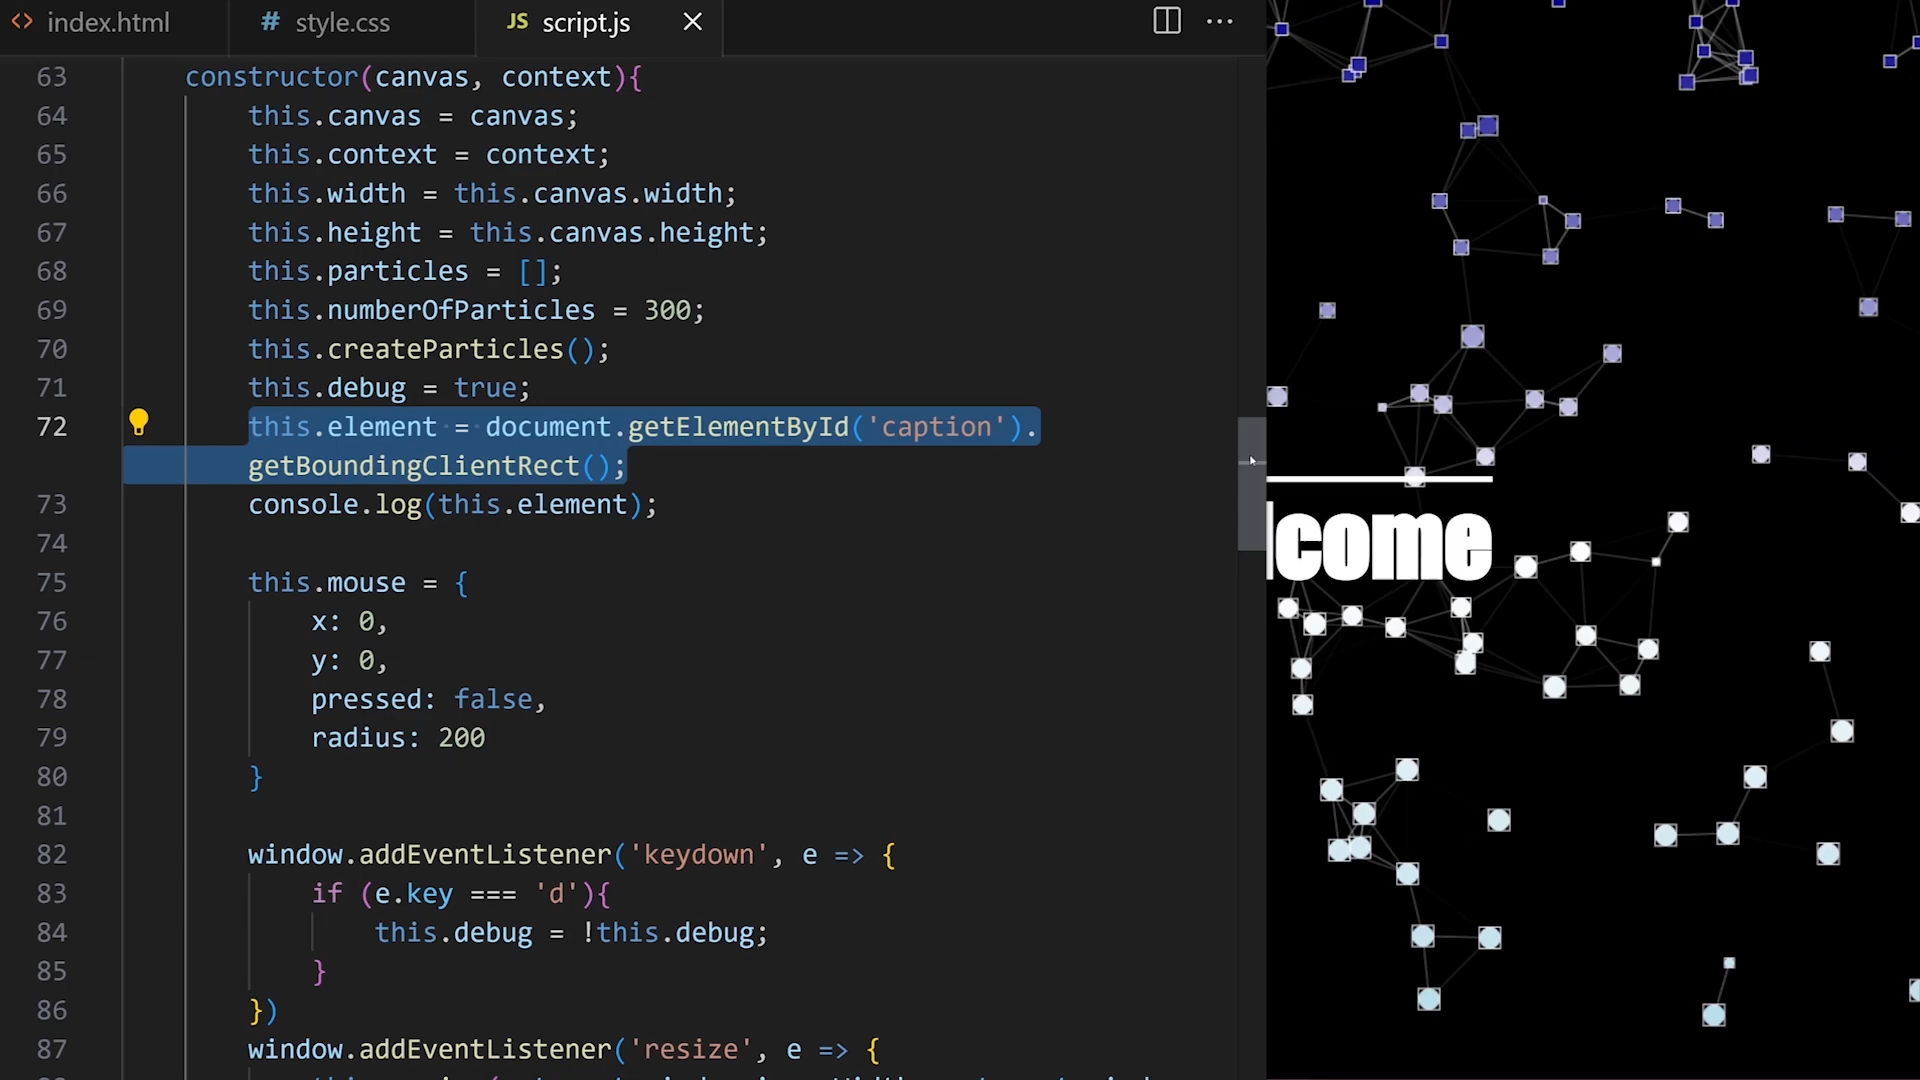 index.html
# style.css
JS script.js
63 constructor(canvas, context){
64 this.canvas = canvas;
65 this.context = context;
66 this.width = this.canvas.width;
67 this.height = this.canvas.height;
68 this.particles = [];
69 this.numberOfParticles = 300;
70 this.createParticles();
71 this.debug = true;
72 this.element = document.getElementById('caption').
getBoundingClientRect();
73 console.log(this.element);
74
75 this.mouse = {
76 x: 0,
77 y: 0,
78 pressed: false,
79 radius: 200
80 }
81
82 window.addEventListener('keydown', e => {
83 if (e.key === 'd'){
84 this.debug = !this.debug;
85 }
86 })
87 window.addEventListener('resize', e => {
lcome